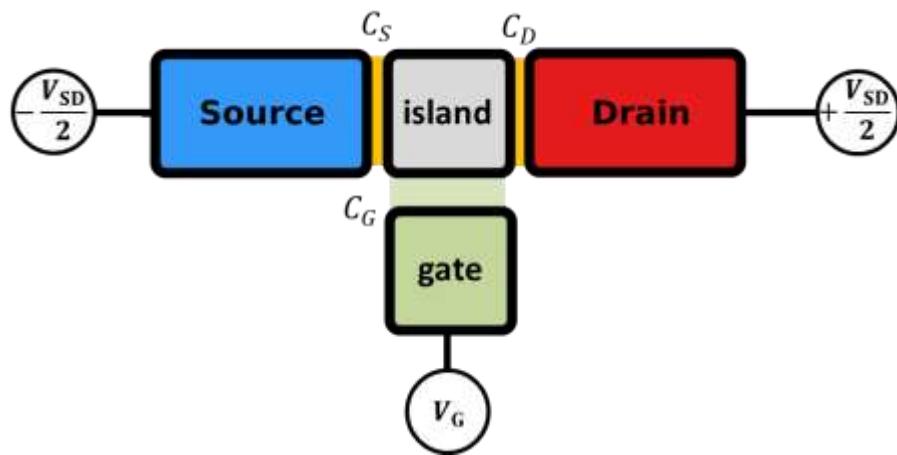 C_S C_D
− V_SD/2
Source
island
Drain
+ V_SD/2
C_G
gate
V_G